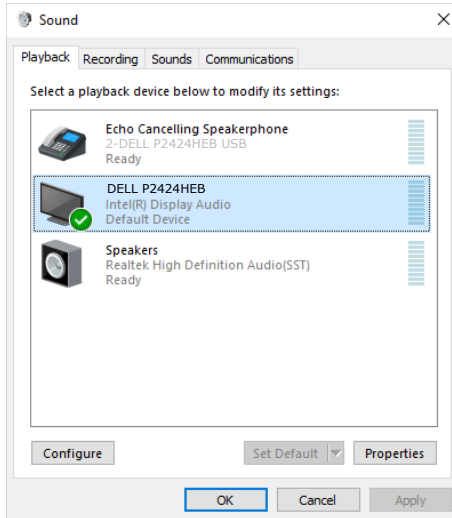 Sound
Playback Recording Sounds Communications
Select a playback device below to modify its settings:
Echo Cancelling Speakerphone
2-DELL P2424HEB USB
Ready
DELL P2424HEB
Intel(R) Display Audio
Default Device
Speakers
Realtek High Definition Audio(SST)
Ready
Configure Set Default Properties
OK Cancel Apply